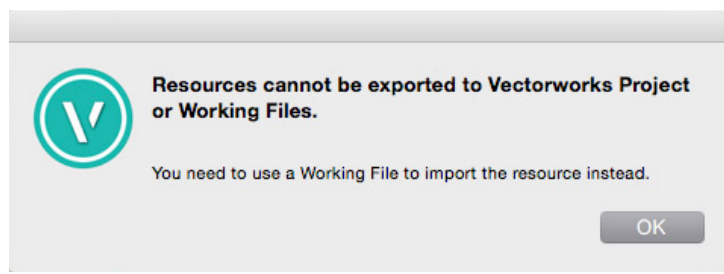 Resources cannot be exported to Vectorworks Project
or Working Files.
You need to use a Working File to import the resource instead.
OK